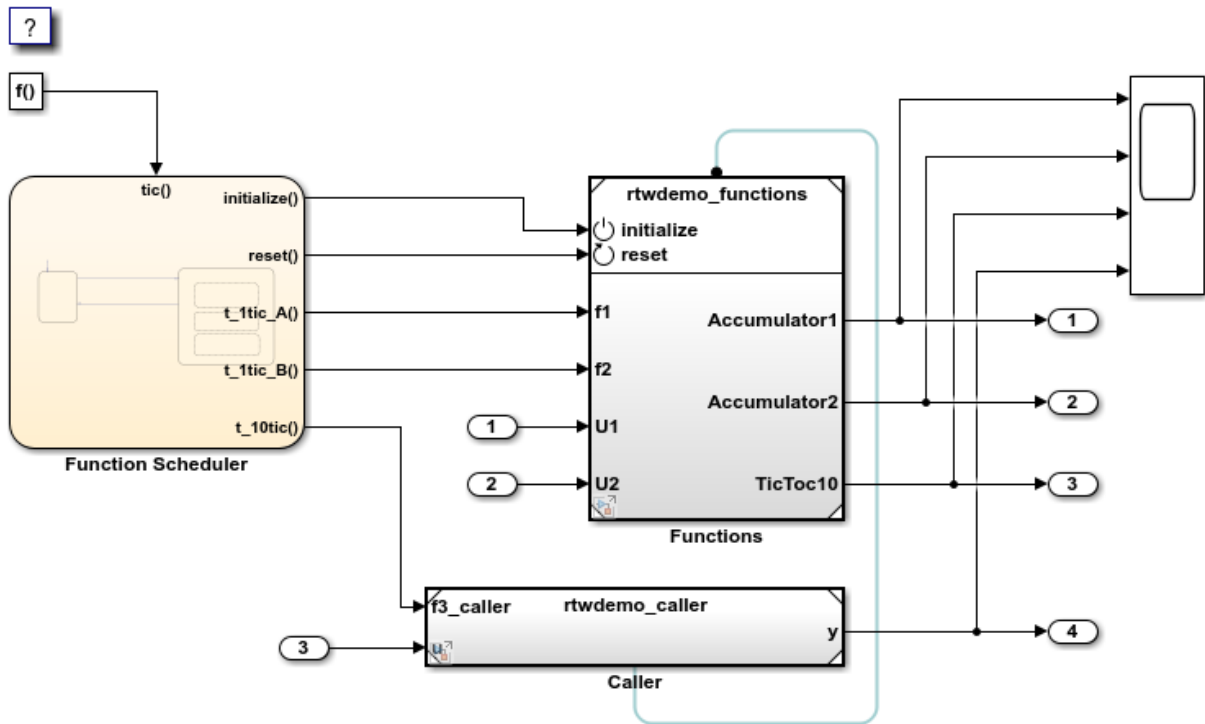 ?
f()
tic()
initialize()
reset()
t_1tic_A()
t_1tic_B()
t_10tic()
Function Scheduler
rtwdemo_functions
initialize
reset
f1
f2
U1
U2
Accumulator1
Accumulator2
TicToc10
Functions
1
2
1
2
3
4
f3_caller
rtwdemo_caller
u
y
3
Caller